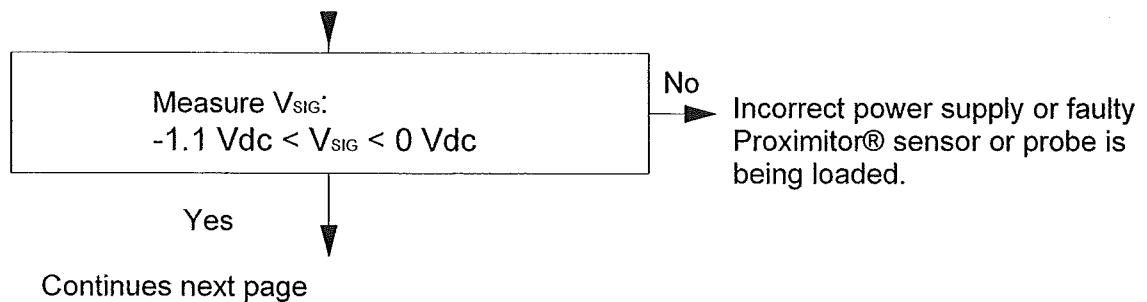 Measure VSIG:
-1.1 Vdc < VSIG < 0 Vdc
No
Incorrect power supply or faulty
Proximitor® sensor or probe is
being loaded.
Yes
Continues next page